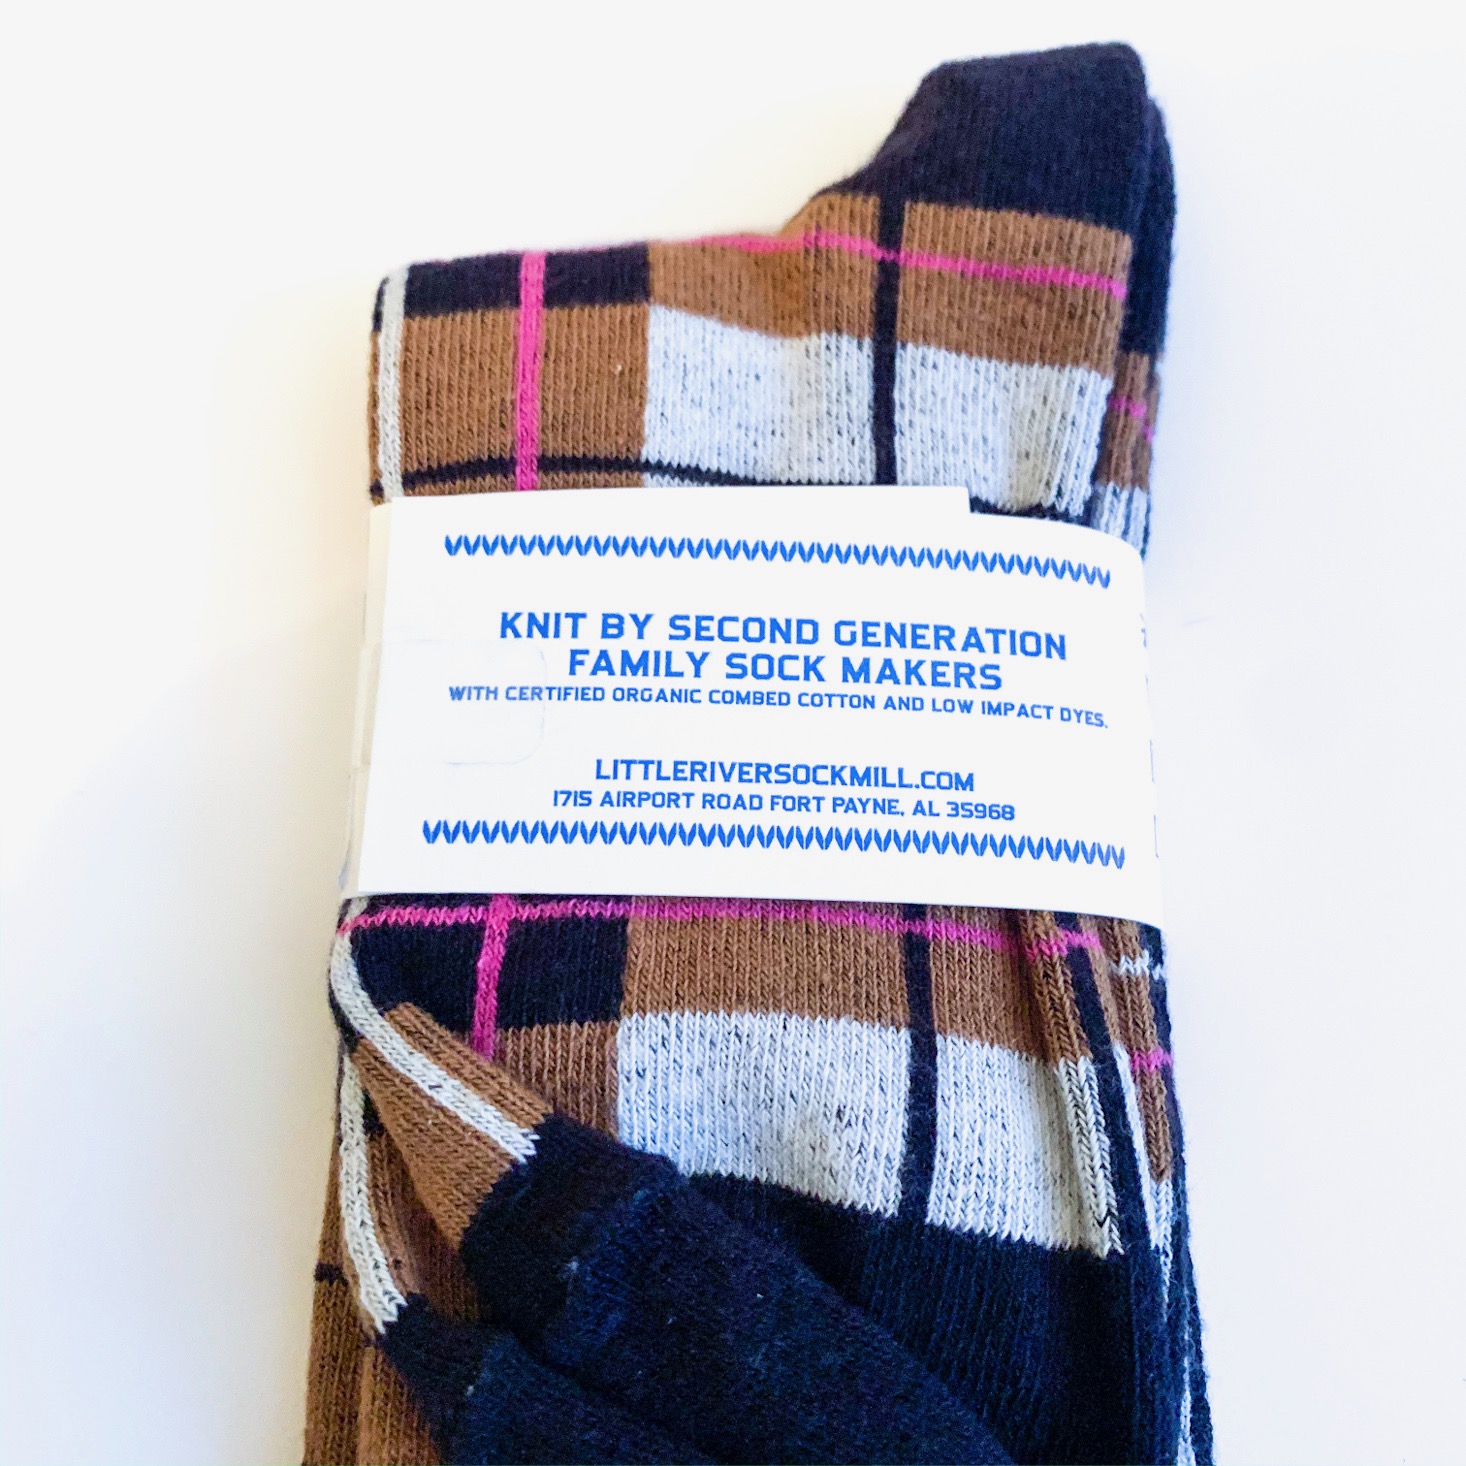 KNIT BY SECOND GENERATION
FAMILY SOCK MAKERS
WITH CERTIFIED ORGANIC COMBED COTTON AND LOW IMPACT DYES.
LITTLERIVERSOCKMILL.COM
1715 AIRPORT ROAD FORT PAYNE, AL 35968